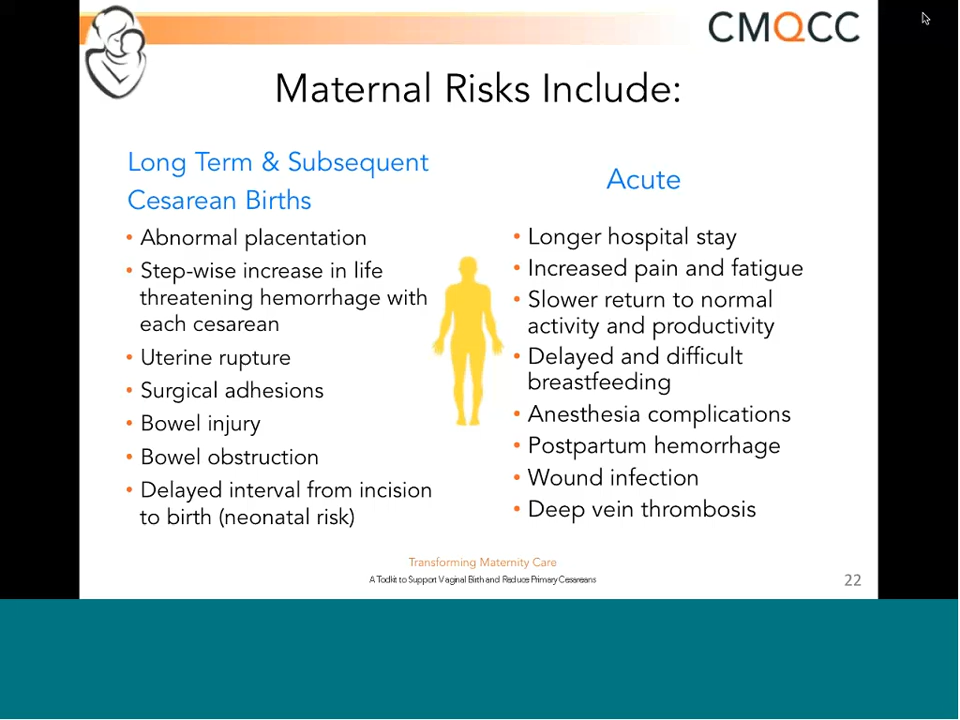 CMQCC
Maternal Risks Include:
Long Term & Subsequent
Cesarean Births
• Abnormal placentation
• Step-wise increase in life
threatening hemorrhage with
each cesarean
• Uterine rupture
• Surgical adhesions
• Bowel injury
• Bowel obstruction
• Delayed interval from incision
to birth (neonatal risk)
Acute
• Longer hospital stay
• Increased pain and fatigue
• Slower return to normal
activity and productivity
• Delayed and difficult
breastfeeding
• Anesthesia complications
• Postpartum hemorrhage
• Wound infection
• Deep vein thrombosis
Transforming Maternity Care
A Toolkit to Support Vaginal Birth and Reduce Primary Cesareans
22